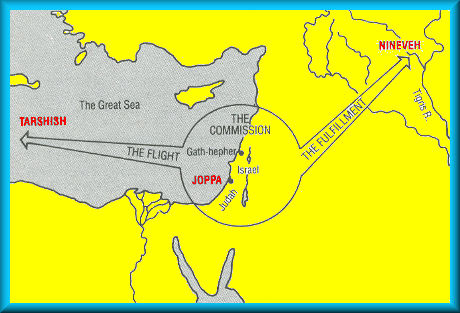 NINEVEH
Tigris R.
The Great Sea
TARSHISH
THE
COMMISSION
THE FULFILLMENT
THE FLIGHT
Gath-hepher
Israel
JOPPA
Judah